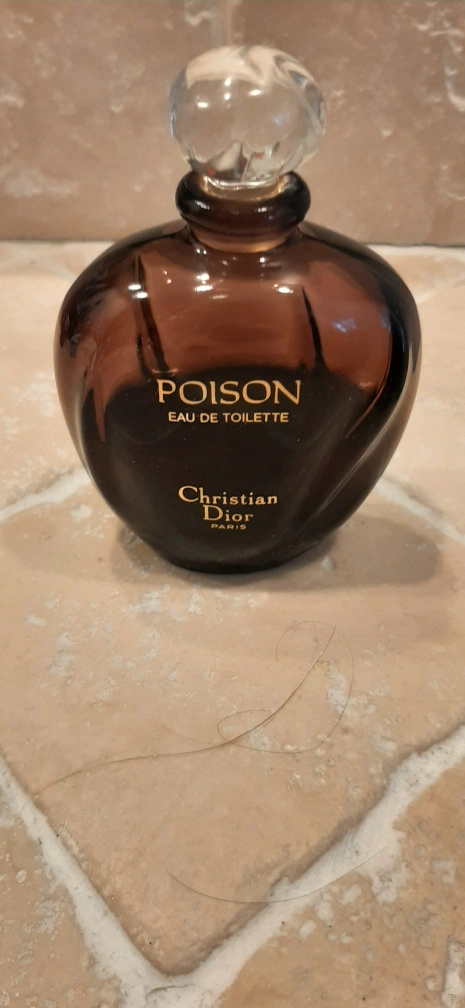 POISON
EAU DE TOILETTE
Christian
Dior
PARIS